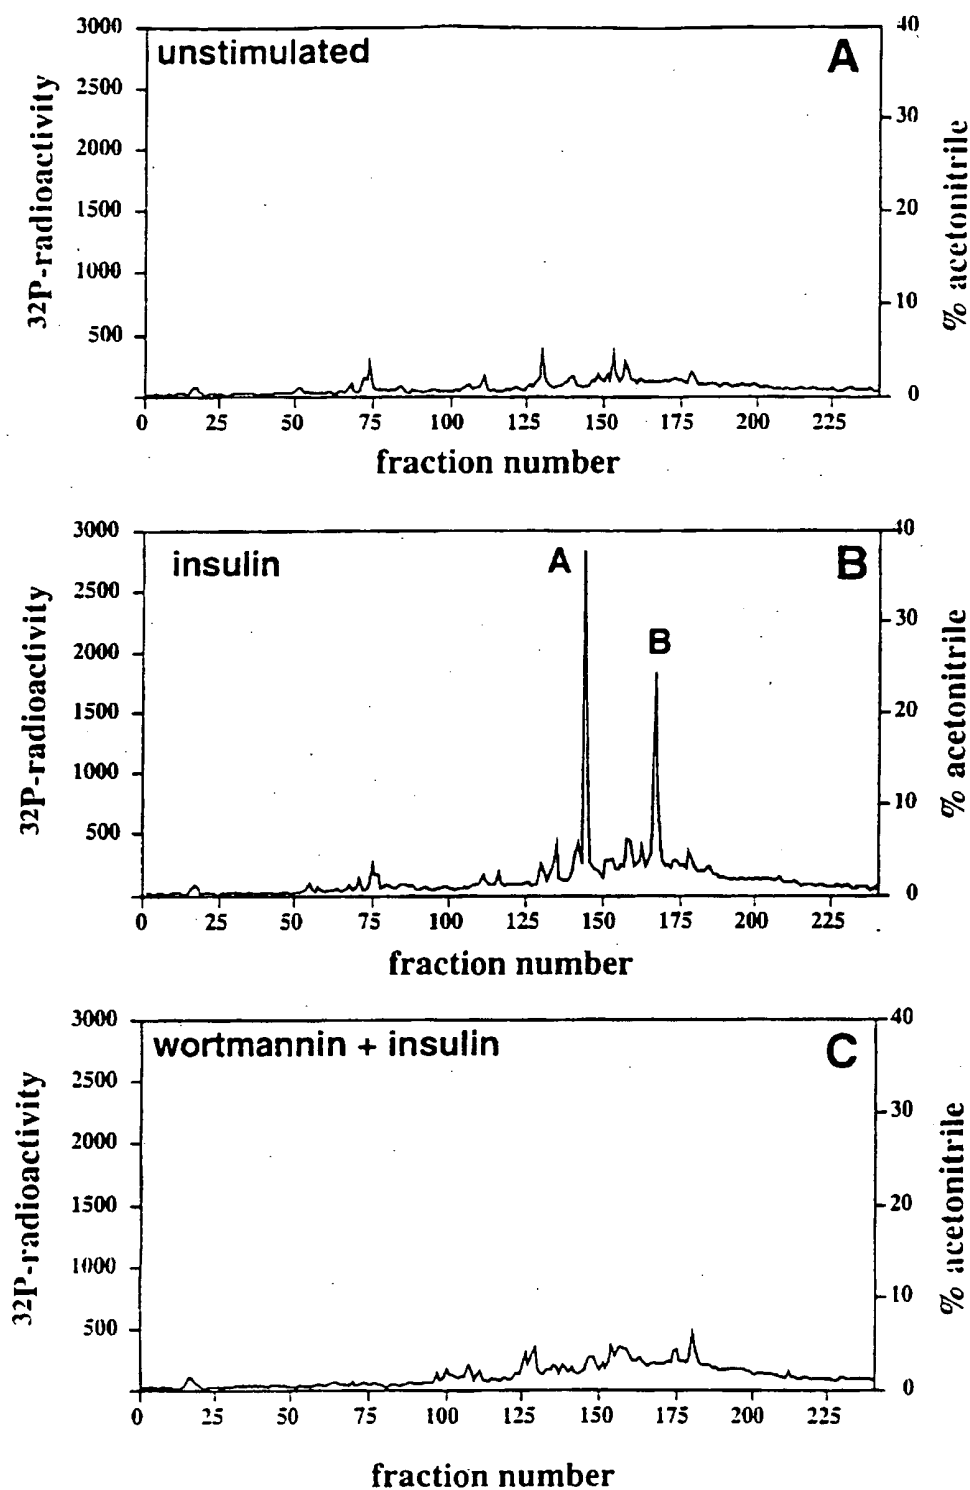 unstimulated
A
3000
2500
2000
1500
1000
500
32P-radioactivity
40
30
20
10
0
% acetonitrile
0 25 50 75 100 125 150 175 200 225
fraction number
insulin
A
B
B
3000
2500
2000
1500
1000
500
32P-radioactivity
40
30
20
10
0
% acetonitrile
0 25 50 75 100 125 150 175 200 225
fraction number
wortmannin + insulin
C
3000
2500
2000
1500
1000
500
32P-radioactivity
40
30
20
10
0
% acetonitrile
0 25 50 75 100 125 150 175 200 225
fraction number